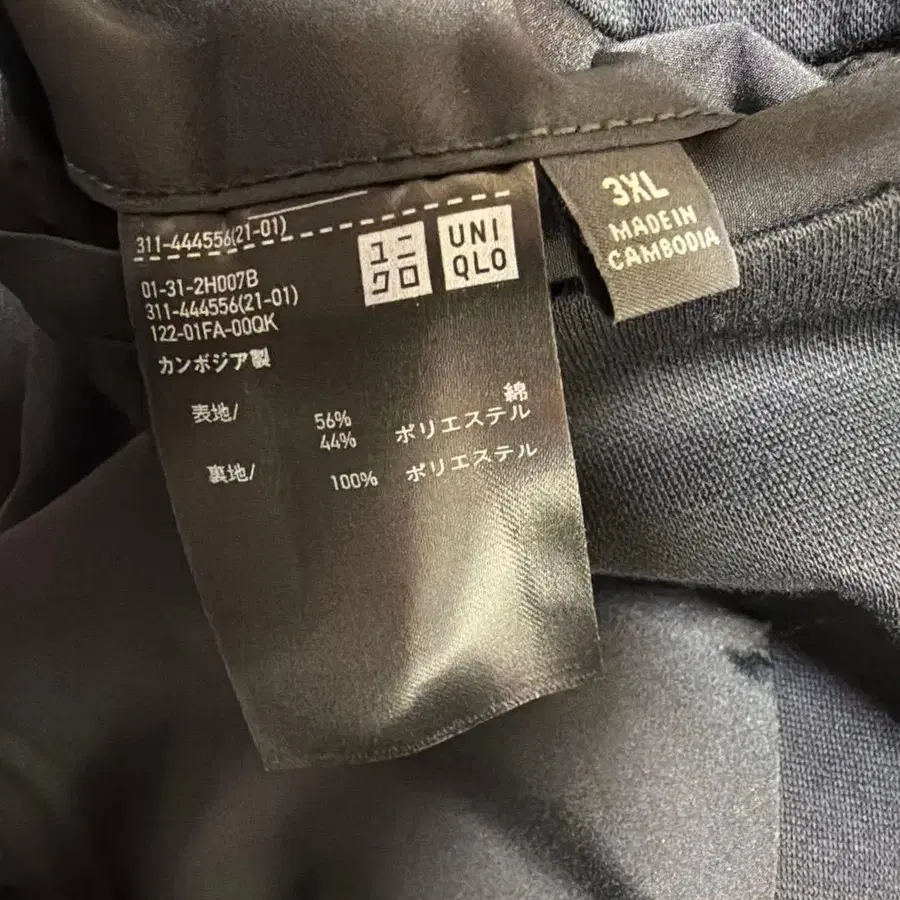 311-444556(21-01)
ユニ
クロ
UNI
QLO
01-31-2H007B
311-444556(21-01)
122-01FA-00QK
カンボジア製
表地/ 56% 綿
44% ポリエステル
裏地/ 100% ポリエステル
3XL
MADE IN
CAMBODIA